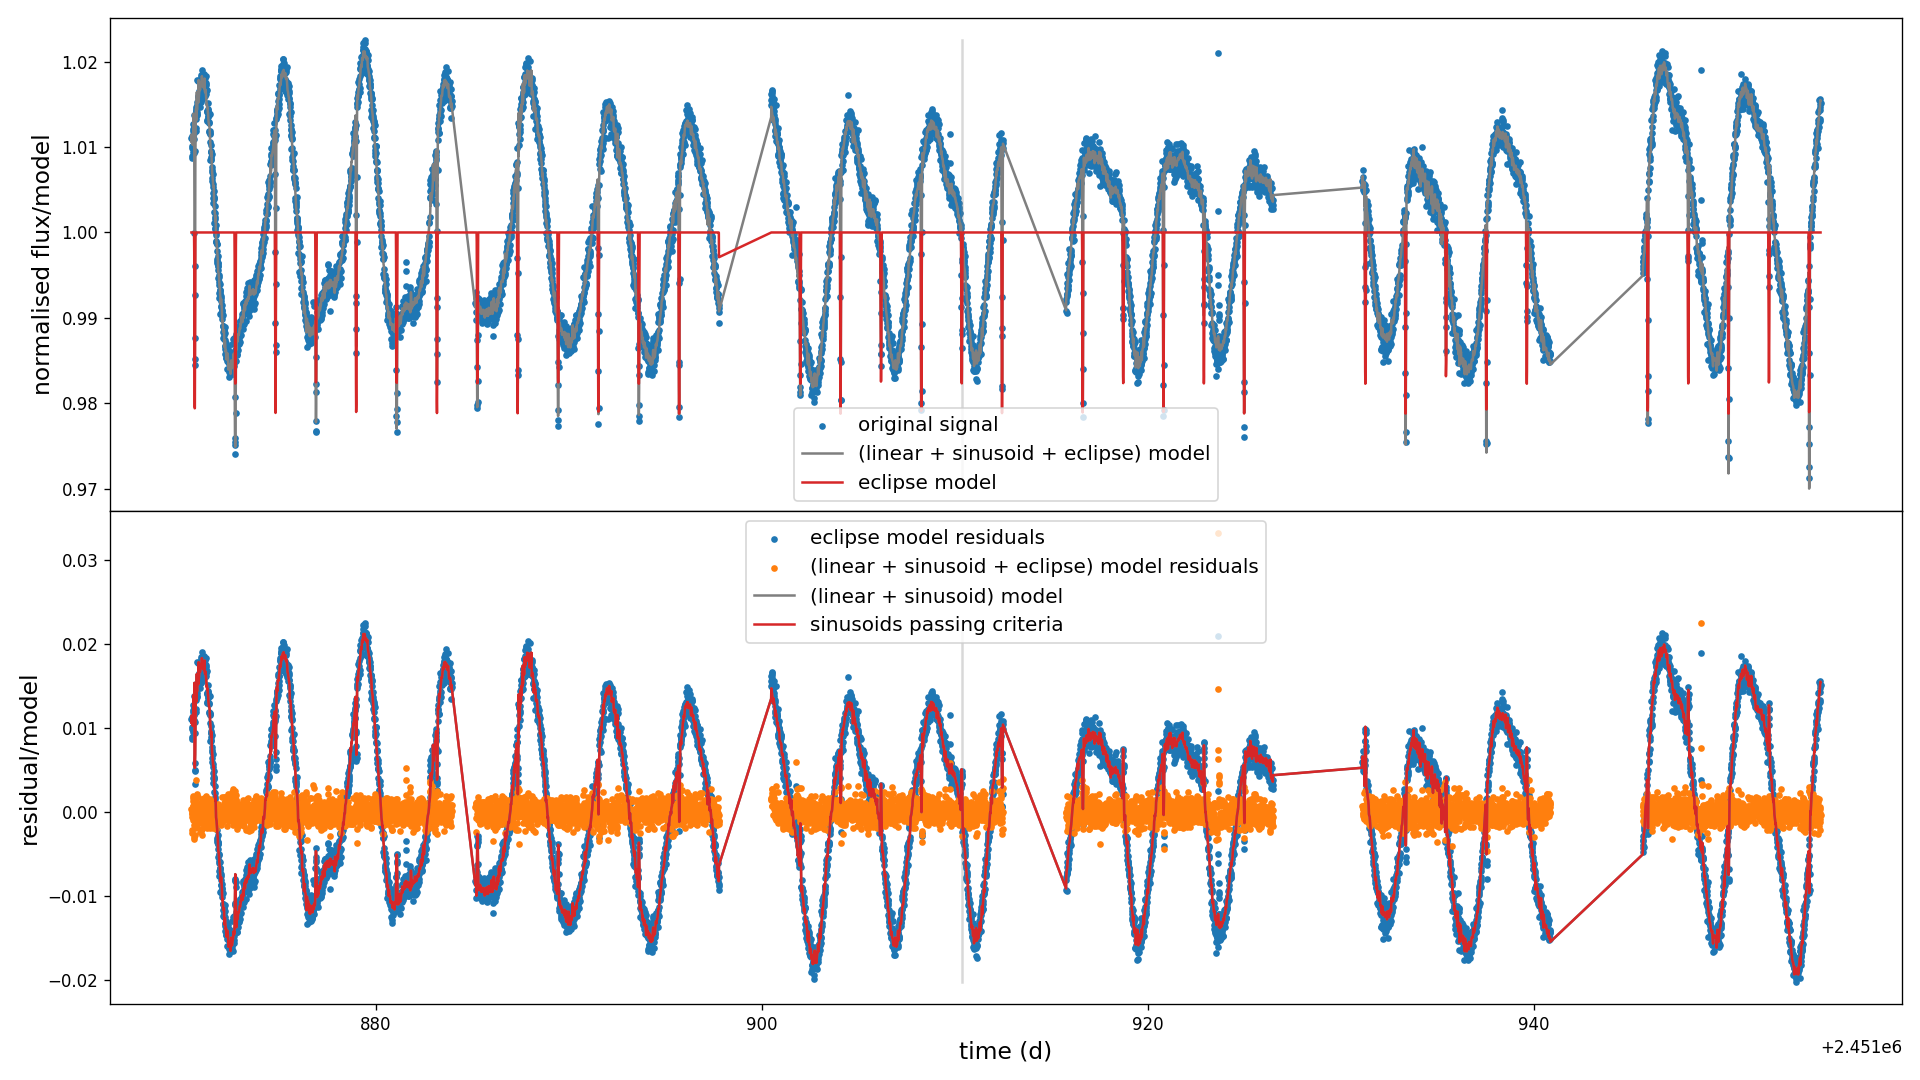 1.02
1.01
1.00
0.99
0.98
0.97
normalised flux/model
original signal
(linear + sinusoid + eclipse) model
eclipse model
0.03
0.02
0.01
0.00
−0.01
−0.02
residual/model
eclipse model residuals
(linear + sinusoid + eclipse) model residuals
(linear + sinusoid) model
sinusoids passing criteria
880
900
920
940
time (d)
+2.451e6